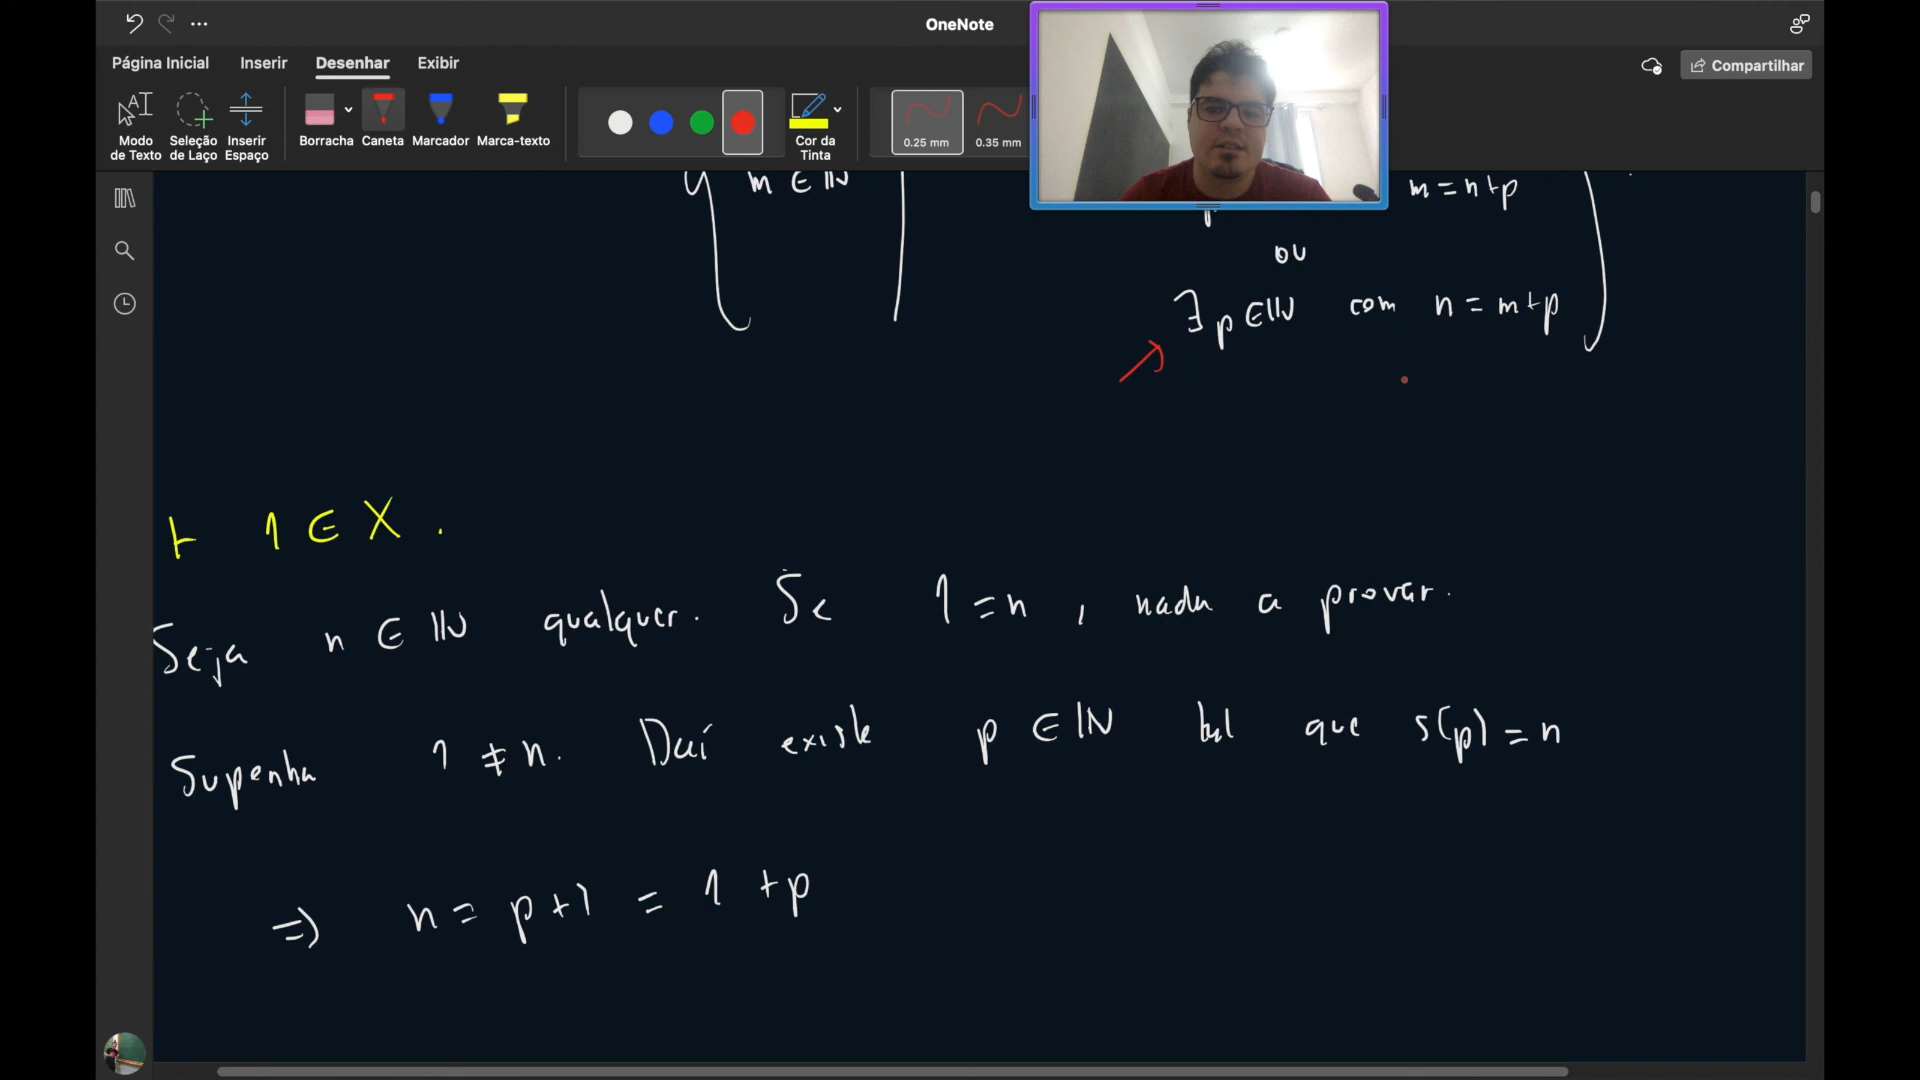 OneNote
Página Inicial Inserir Desenhar Exibir
Compartilhar
Modo de Texto
Seleção de Laço
Inserir Espaço
Borracha
Caneta
Marcador
Marca-texto
Cor da Tinta
0.25 mm
0.35 mm
m ∈ ℕ
m = n+p
ou
∃ p ∈ ℕ com n = m+p
⊢ 1 ∈ X .
Seja n ∈ ℕ qualquer. Se 1 = n , nada a provar.
Suponha 1 ≠ n. Daí existe p ∈ ℕ tal que s(p) = n
=> n = p+1 = 1 + p